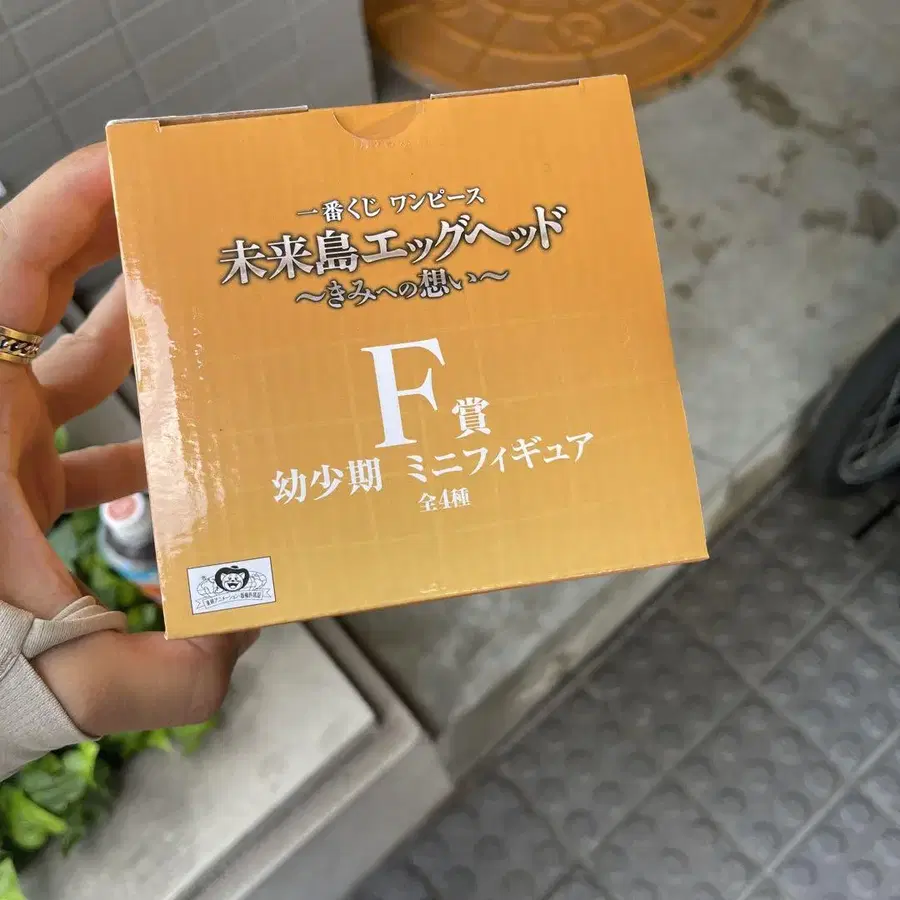 一番くじ ワンピース
未来島エッグヘッド
～きみへの想い～
F賞
幼少期 ミニフィギュア
全4種